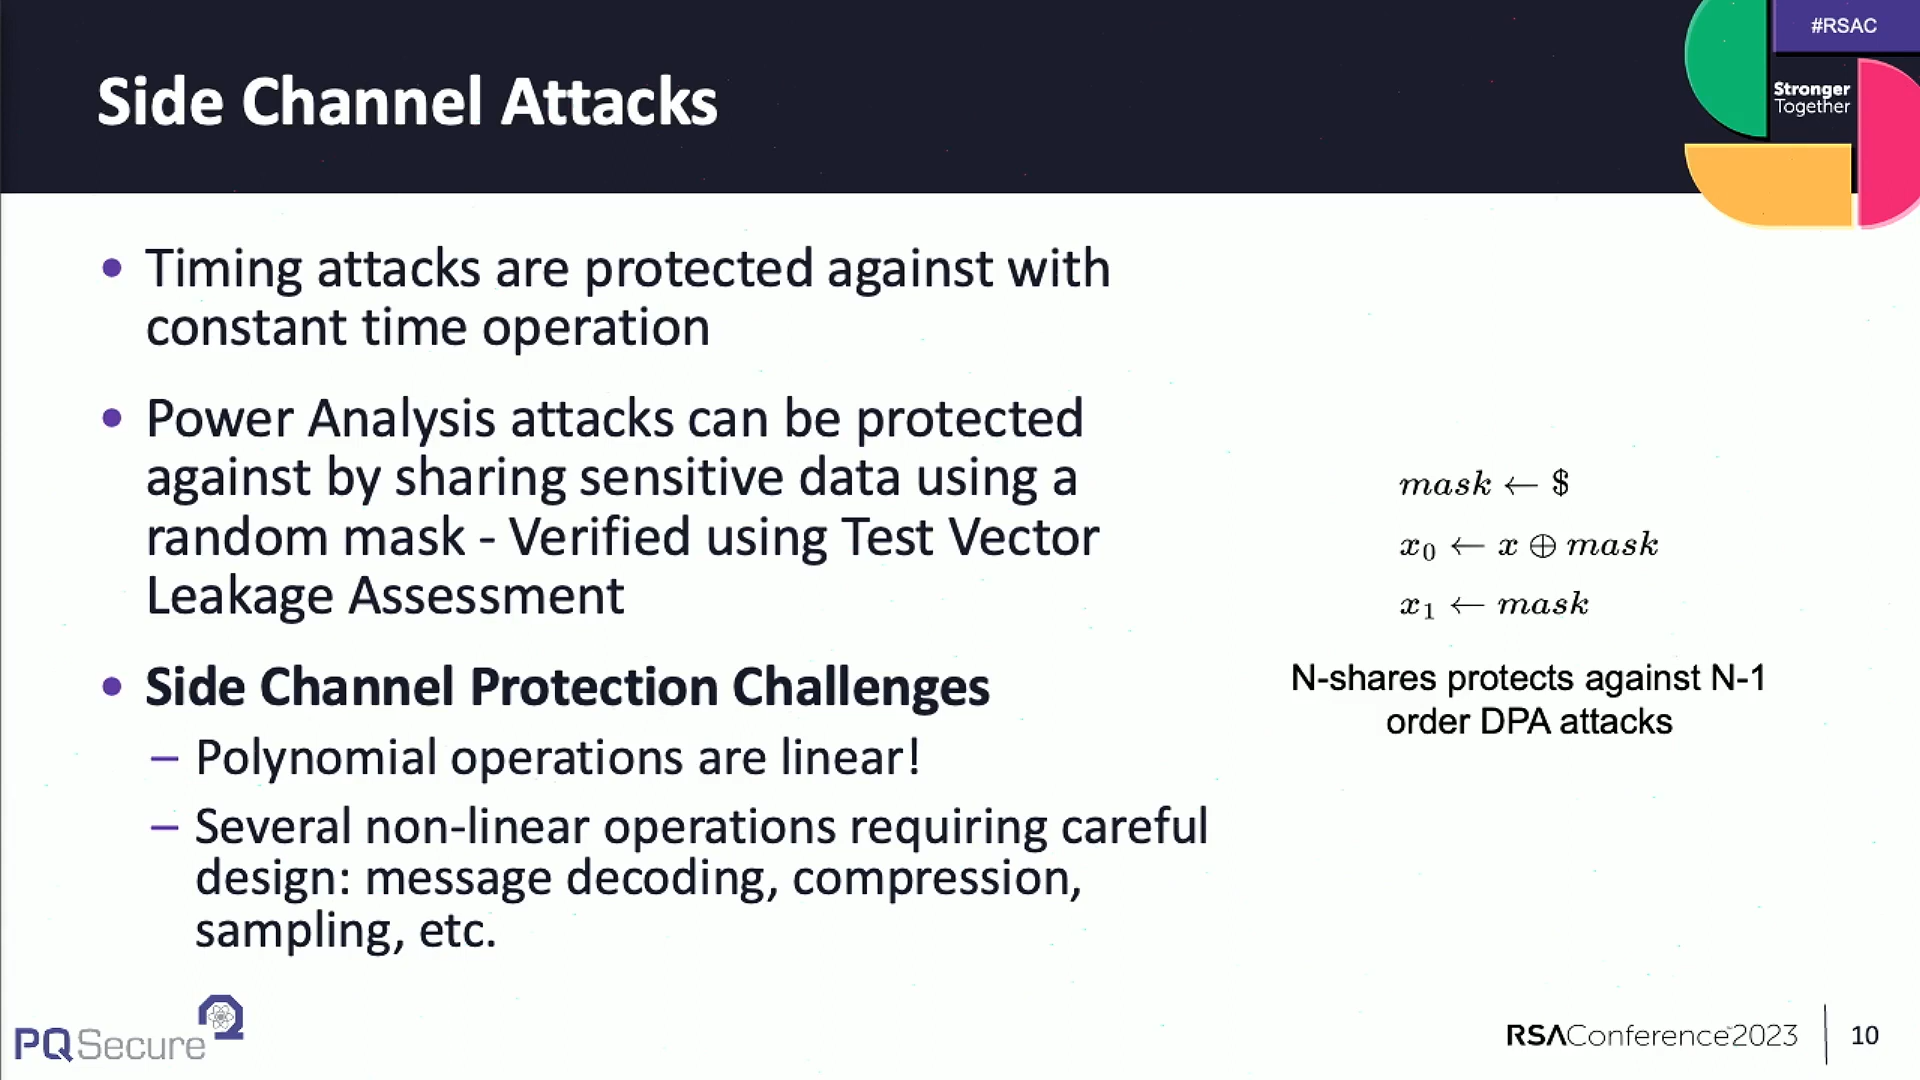 #RSAC
Stronger
Together
Side Channel Attacks
• Timing attacks are protected against with
constant time operation
• Power Analysis attacks can be protected
against by sharing sensitive data using a
random mask - Verified using Test Vector
Leakage Assessment
• Side Channel Protection Challenges
– Polynomial operations are linear!
– Several non-linear operations requiring careful
design: message decoding, compression,
sampling, etc.
mask ← $
x₀ ← x ⊕ mask
x₁ ← mask
N-shares protects against N-1
order DPA attacks
PQSecure
RSAConference™2023
10